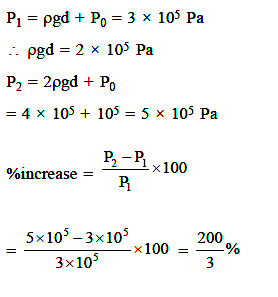 P₁ = ρgd + P₀ = 3 × 10⁵ Pa
∴ ρgd = 2 × 10⁵ Pa
P₂ = 2ρgd + P₀
= 4 × 10⁵ + 10⁵ = 5 × 10⁵ Pa
%increase = (P₂ − P₁)/P₁ × 100
= (5×10⁵ − 3×10⁵)/(3×10⁵) × 100 = 200/3 %